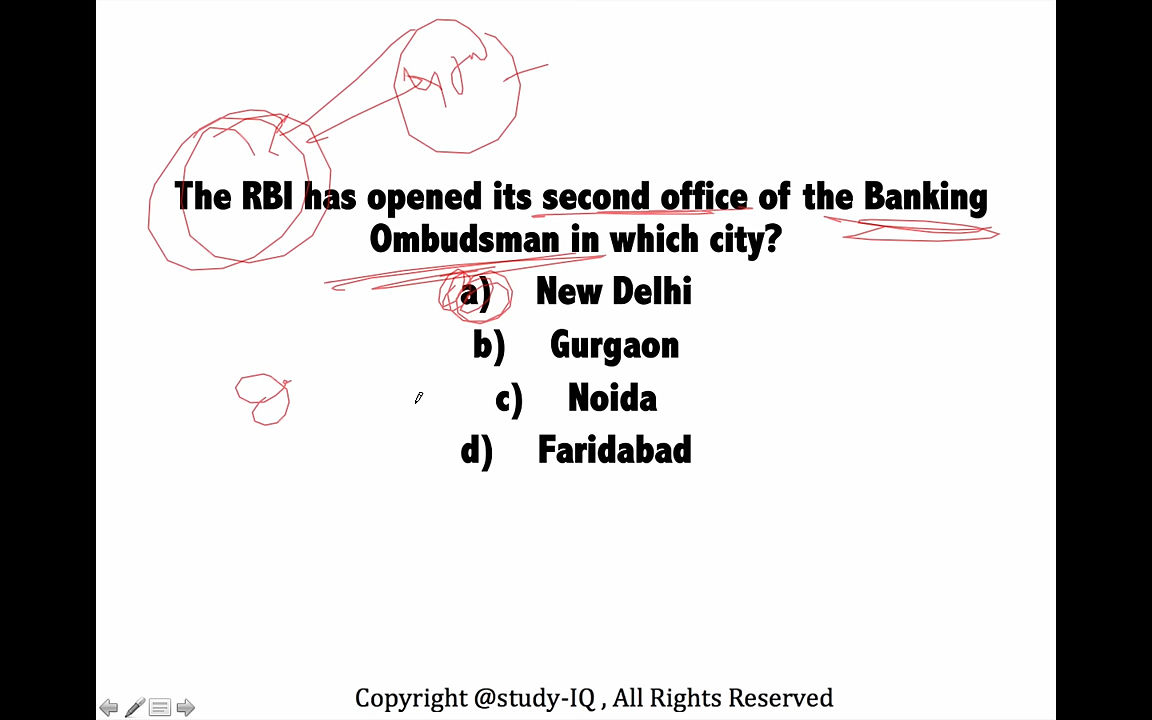 The RBI has opened its second office of the Banking
Ombudsman in which city?
a) New Delhi
b) Gurgaon
c) Noida
d) Faridabad
Copyright @study-IQ , All Rights Reserved